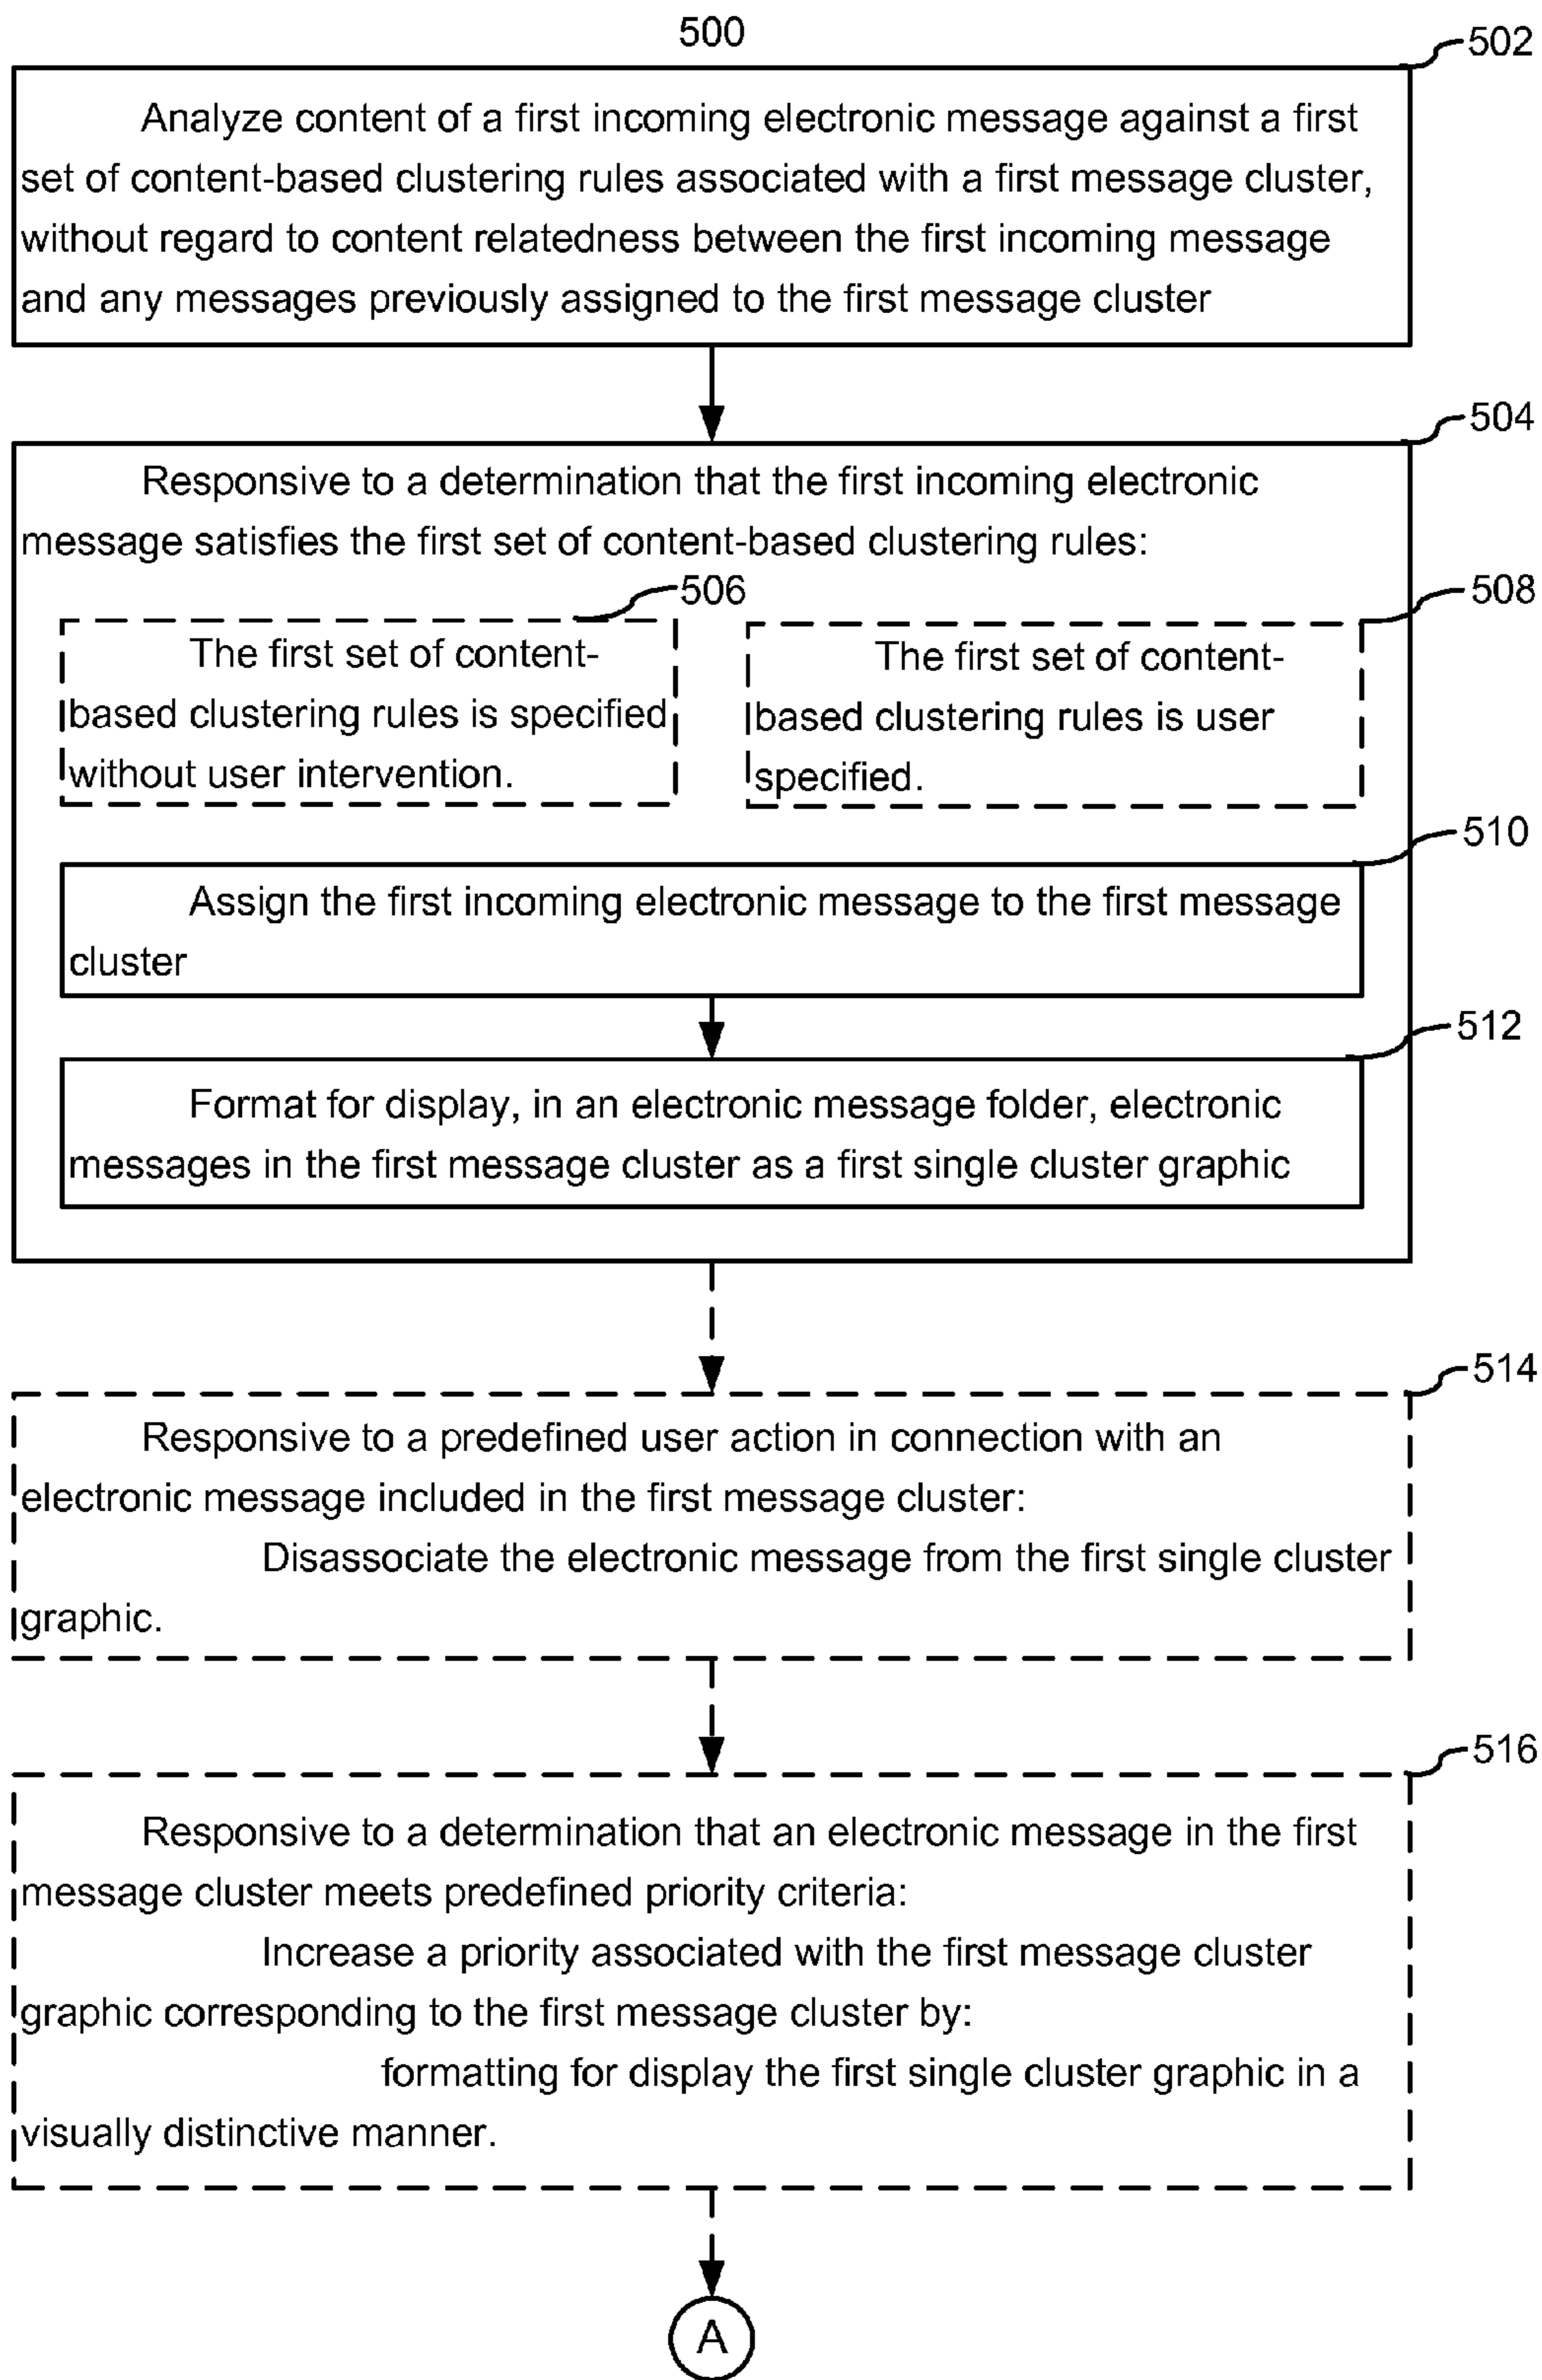 500
502
Analyze content of a first incoming electronic message against a first
set of content-based clustering rules associated with a first message cluster,
without regard to content relatedness between the first incoming message
and any messages previously assigned to the first message cluster
504
Responsive to a determination that the first incoming electronic
message satisfies the first set of content-based clustering rules:
506
The first set of content-
based clustering rules is specified
without user intervention.
508
The first set of content-
based clustering rules is user
specified.
510
Assign the first incoming electronic message to the first message
cluster
512
Format for display, in an electronic message folder, electronic
messages in the first message cluster as a first single cluster graphic
514
Responsive to a predefined user action in connection with an
electronic message included in the first message cluster:
Disassociate the electronic message from the first single cluster
graphic.
516
Responsive to a determination that an electronic message in the first
message cluster meets predefined priority criteria:
Increase a priority associated with the first message cluster
graphic corresponding to the first message cluster by:
formatting for display the first single cluster graphic in a
visually distinctive manner.
A